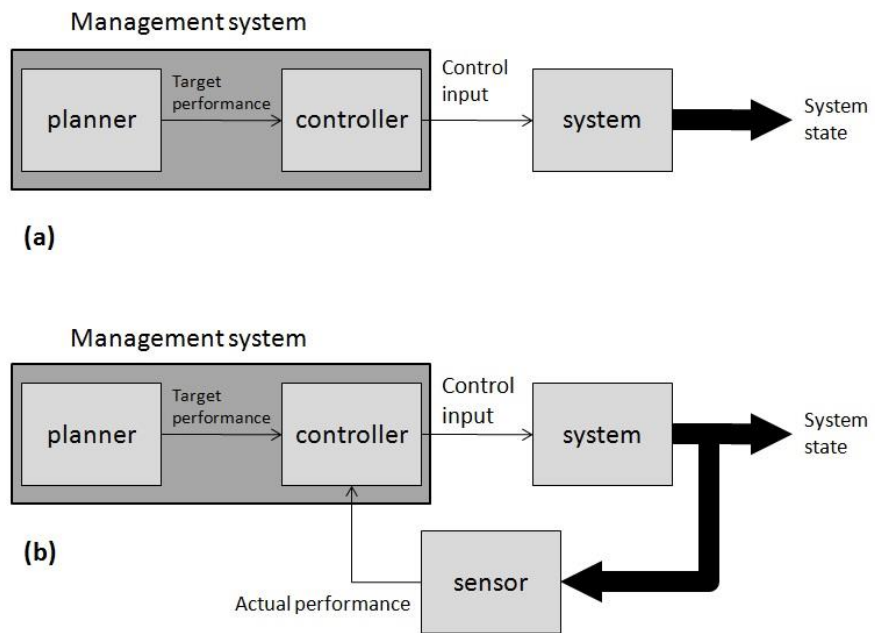 Management system
Target
performance
planner
controller
Control
input
system
System
state
(a)
Management system
Target
performance
planner
controller
Control
input
system
System
state
(b)
sensor
Actual performance